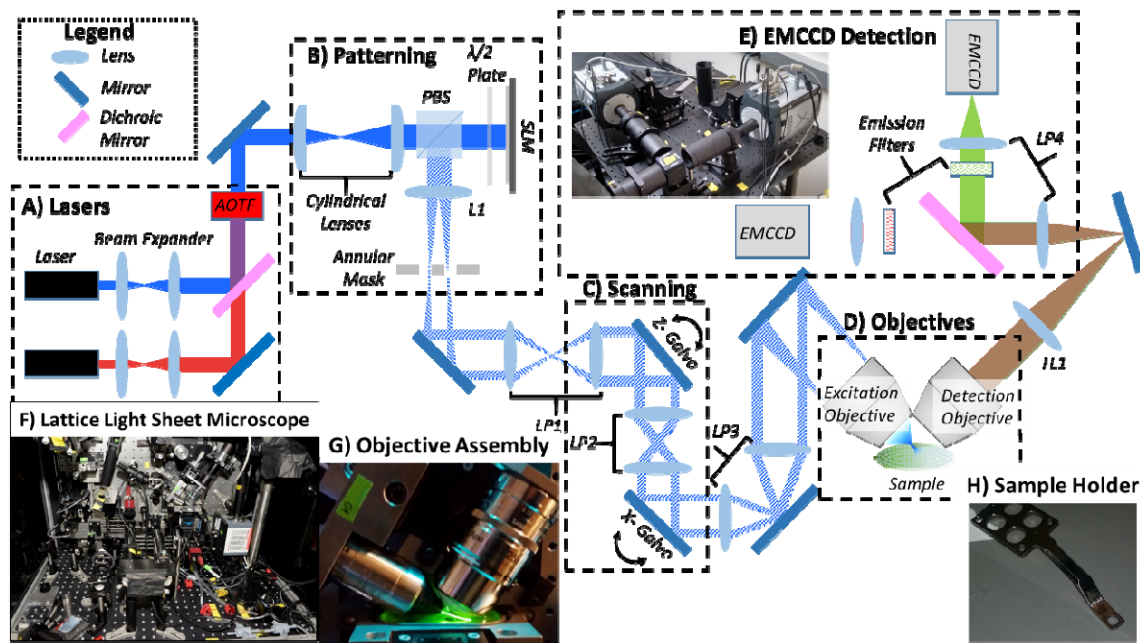 Legend
Lens
Mirror
Dichroic
Mirror
A) Lasers
Beam Expander
Laser
AOTF
B) Patterning
λ/2
Plate
PBS
SLM
Cylindrical
Lenses
L1
Annular
Mask
C) Scanning
Z- Galvo
LP1
LP2
X- Galvo
LP3
D) Objectives
Excitation
Objective
Detection
Objective
Sample
TL1
E) EMCCD Detection
EMCCD
Emission
Filters
LP4
EMCCD
F) Lattice Light Sheet Microscope
G) Objective Assembly
H) Sample Holder